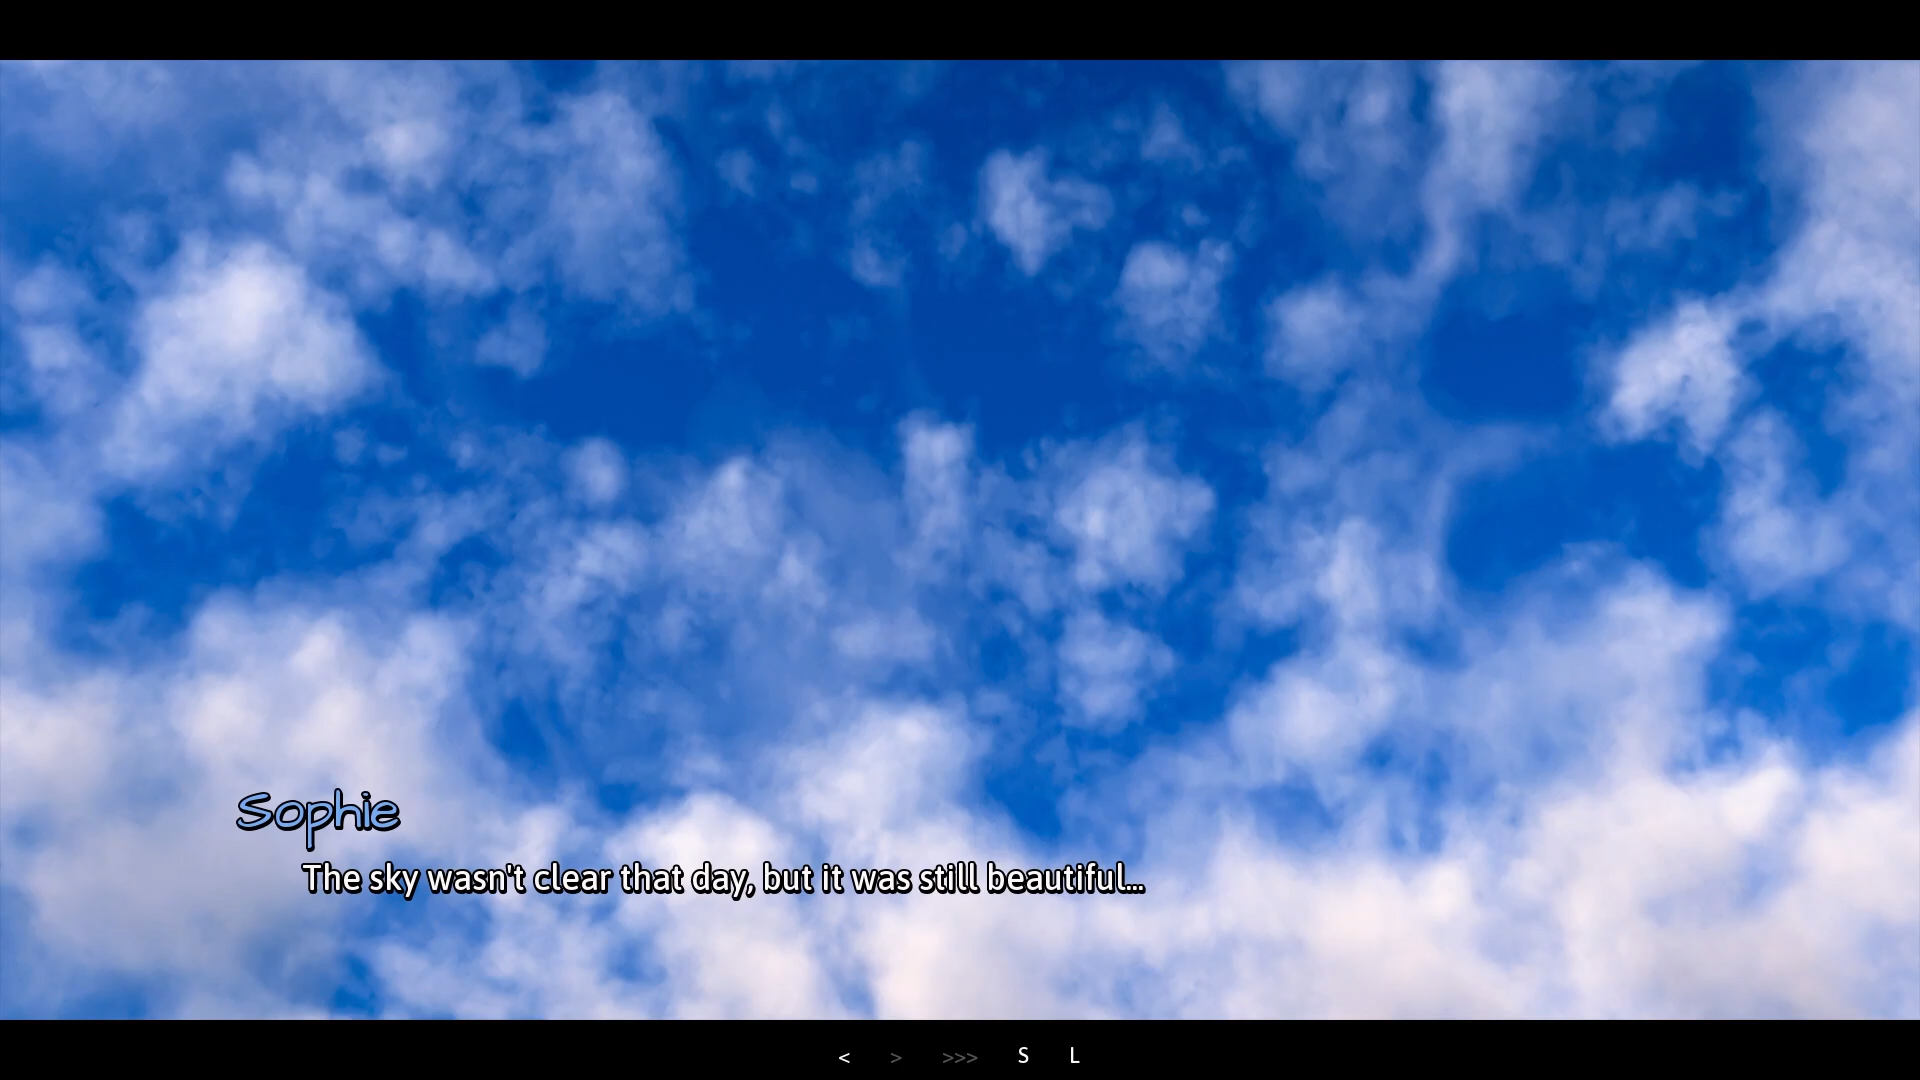 Sophie
The sky wasn't clear that day, but it was still beautiful...
< > >>> S L